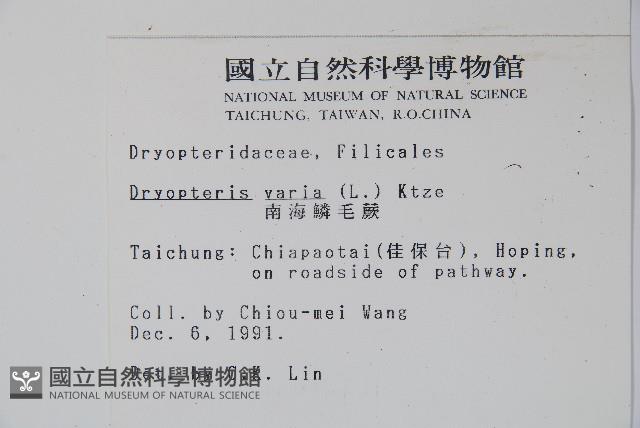 國立自然科學博物館
NATIONAL MUSEUM OF NATURAL SCIENCE
TAICHUNG, TAIWAN, R.O.CHINA
Dryopteridaceae, Filicales
Dryopteris varia (L.) Ktze
南海鱗毛蕨
Taichung: Chiapaotai(佳保台), Hoping,
on roadside of pathway.
Coll. by Chiou-mei Wang
Dec. 6, 1991.
Lin
國立自然科學博物館
NATIONAL MUSEUM OF NATURAL SCIENCE